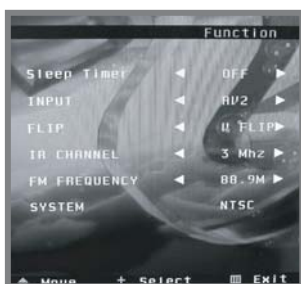 Function
Sleep Timer ◀ OFF ▶
INPUT ◀ AV2 ▶
FLIP ◀ FLIP ▶
IR CHANNEL ◀ 3 Mhz ▶
FM FREQUENCY ◀ 88.9M ▶
SYSTEM NTSC
Move + Select Exit